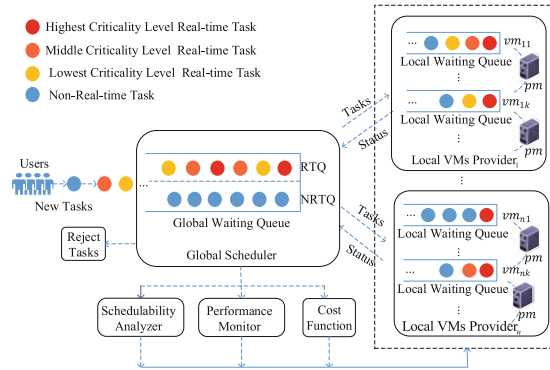 Highest Criticality Level Real-time Task
Middle Criticality Level Real-time Task
Lowest Criticality Level Real-time Task
Non-Real-time Task
Users
New Tasks
...
RTQ
NRTQ
Global Waiting Queue
Global Scheduler
Reject
Tasks
Schedulability
Analyzer
Performance
Monitor
Cost
Function
Tasks
Status
Tasks
Status
...
vm11
Local Waiting Queue
...
pm
...
vm1k
Local Waiting Queue
...
pm
Local VMs Provider1
...
...
vmn1
Local Waiting Queue
...
pm
...
vmnk
Local Waiting Queue
...
pm
Local VMs Providern